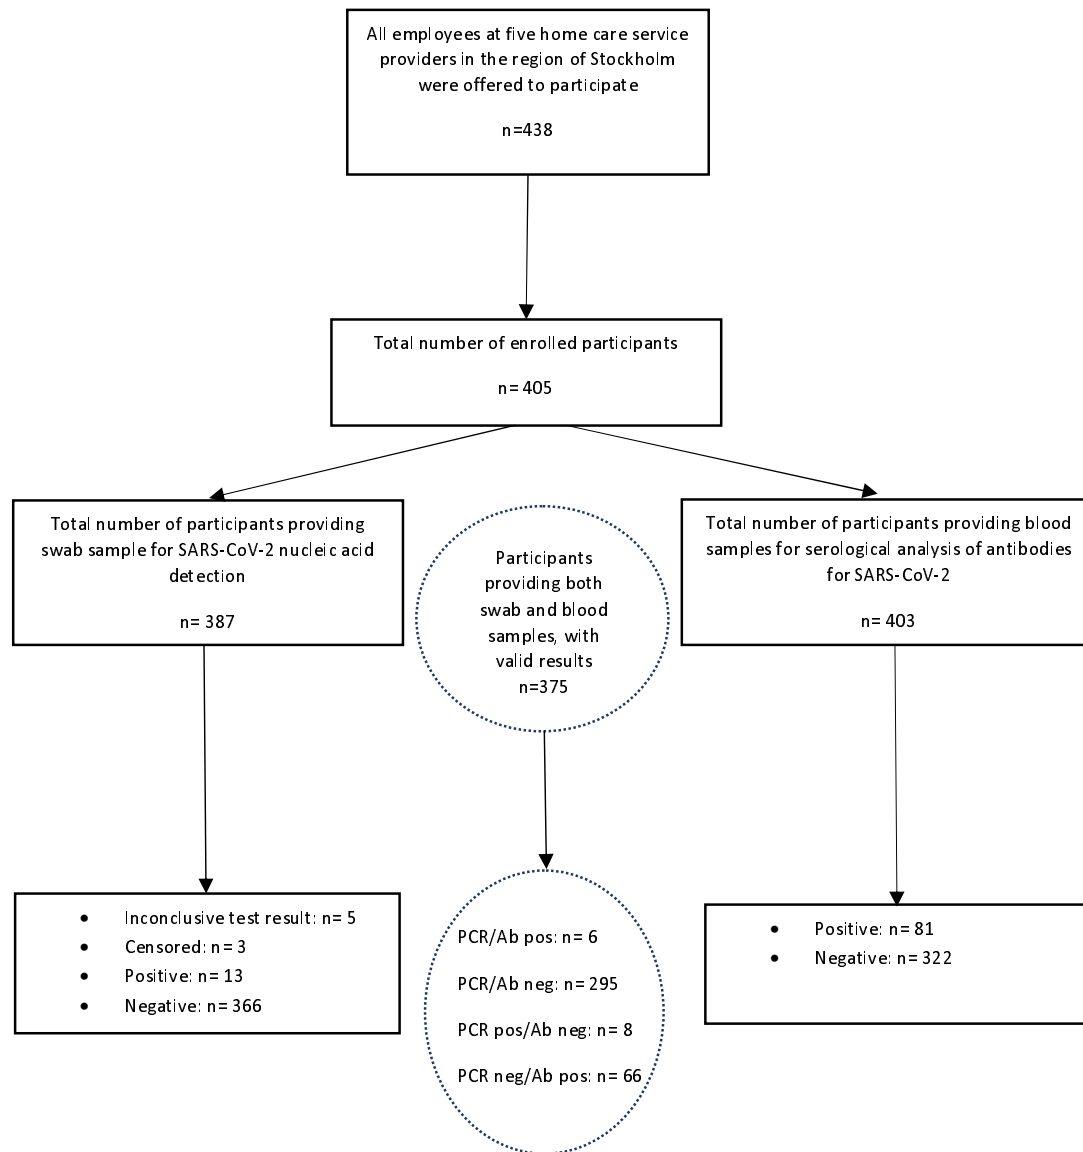 All employees at five home care service
providers in the region of Stockholm
were offered to participate
n=438
Total number of enrolled participants
n= 405
Total number of participants providing
swab sample for SARS-CoV-2 nucleic acid
detection
n= 387
Participants
providing both
swab and blood
samples, with
valid results
n=375
Total number of participants providing blood
samples for serological analysis of antibodies
for SARS-CoV-2
n= 403
• Inconclusive test result: n= 5
• Censored: n= 3
• Positive: n= 13
• Negative: n= 366
PCR/Ab pos: n= 6
PCR/Ab neg: n= 295
PCR pos/Ab neg: n= 8
PCR neg/Ab pos: n= 66
• Positive: n= 81
• Negative: n= 322